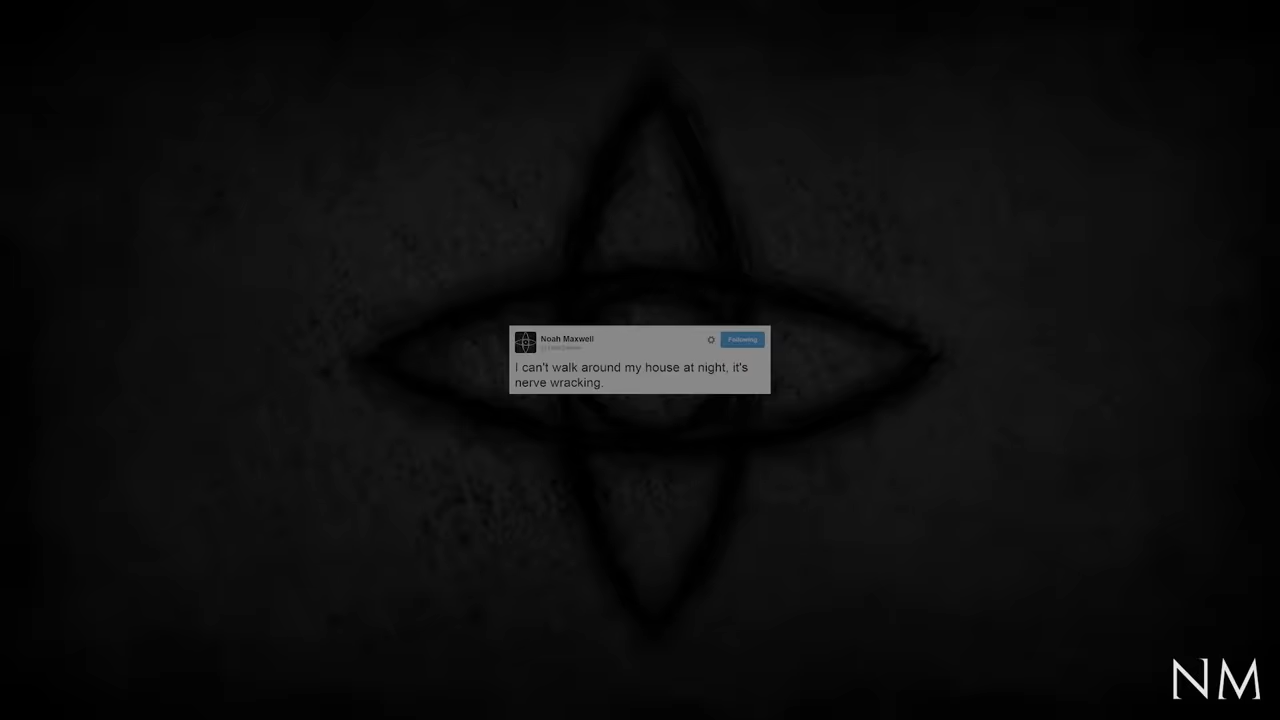 Noah Maxwell
Following
I can't walk around my house at night, it's
nerve wracking.
NM